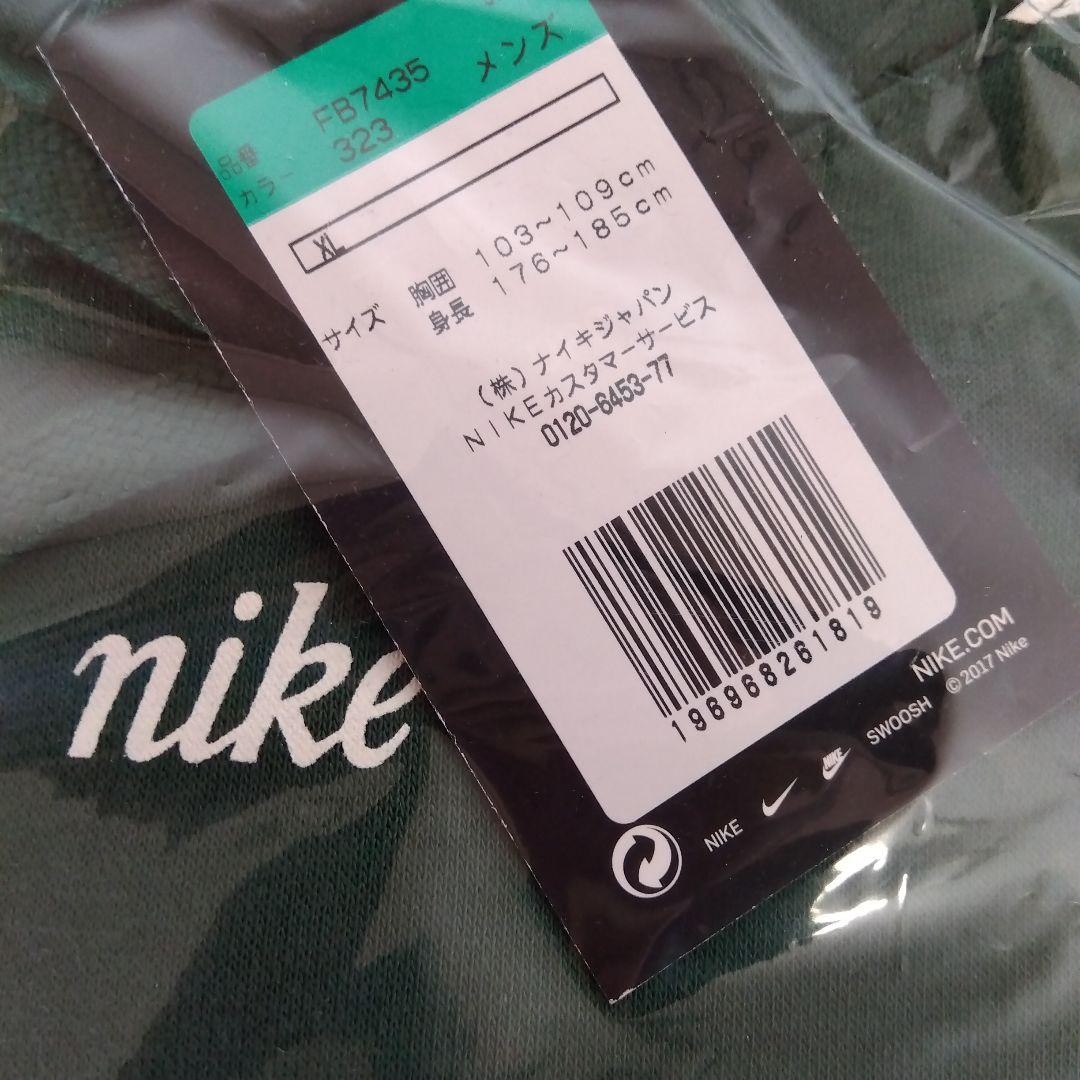 メンズ
品番 FB7435
カラー 323
XL
サイズ 胸囲 103~109cm
身長 176~185cm
(株)ナイキジャパン
NIKEカスタマーサービス
0120-6453-77
196968261819
NIKE.COM
NIKE NIKE SWOOSH © 2017 Nike
nike